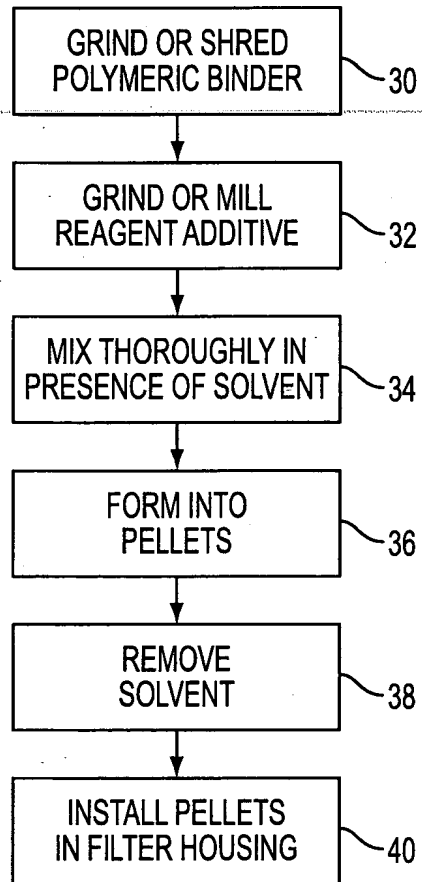 GRIND OR SHRED
POLYMERIC BINDER
30
GRIND OR MILL
REAGENT ADDITIVE
32
MIX THOROUGHLY IN
PRESENCE OF SOLVENT
34
FORM INTO
PELLETS
36
REMOVE
SOLVENT
38
INSTALL PELLETS
IN FILTER HOUSING
40